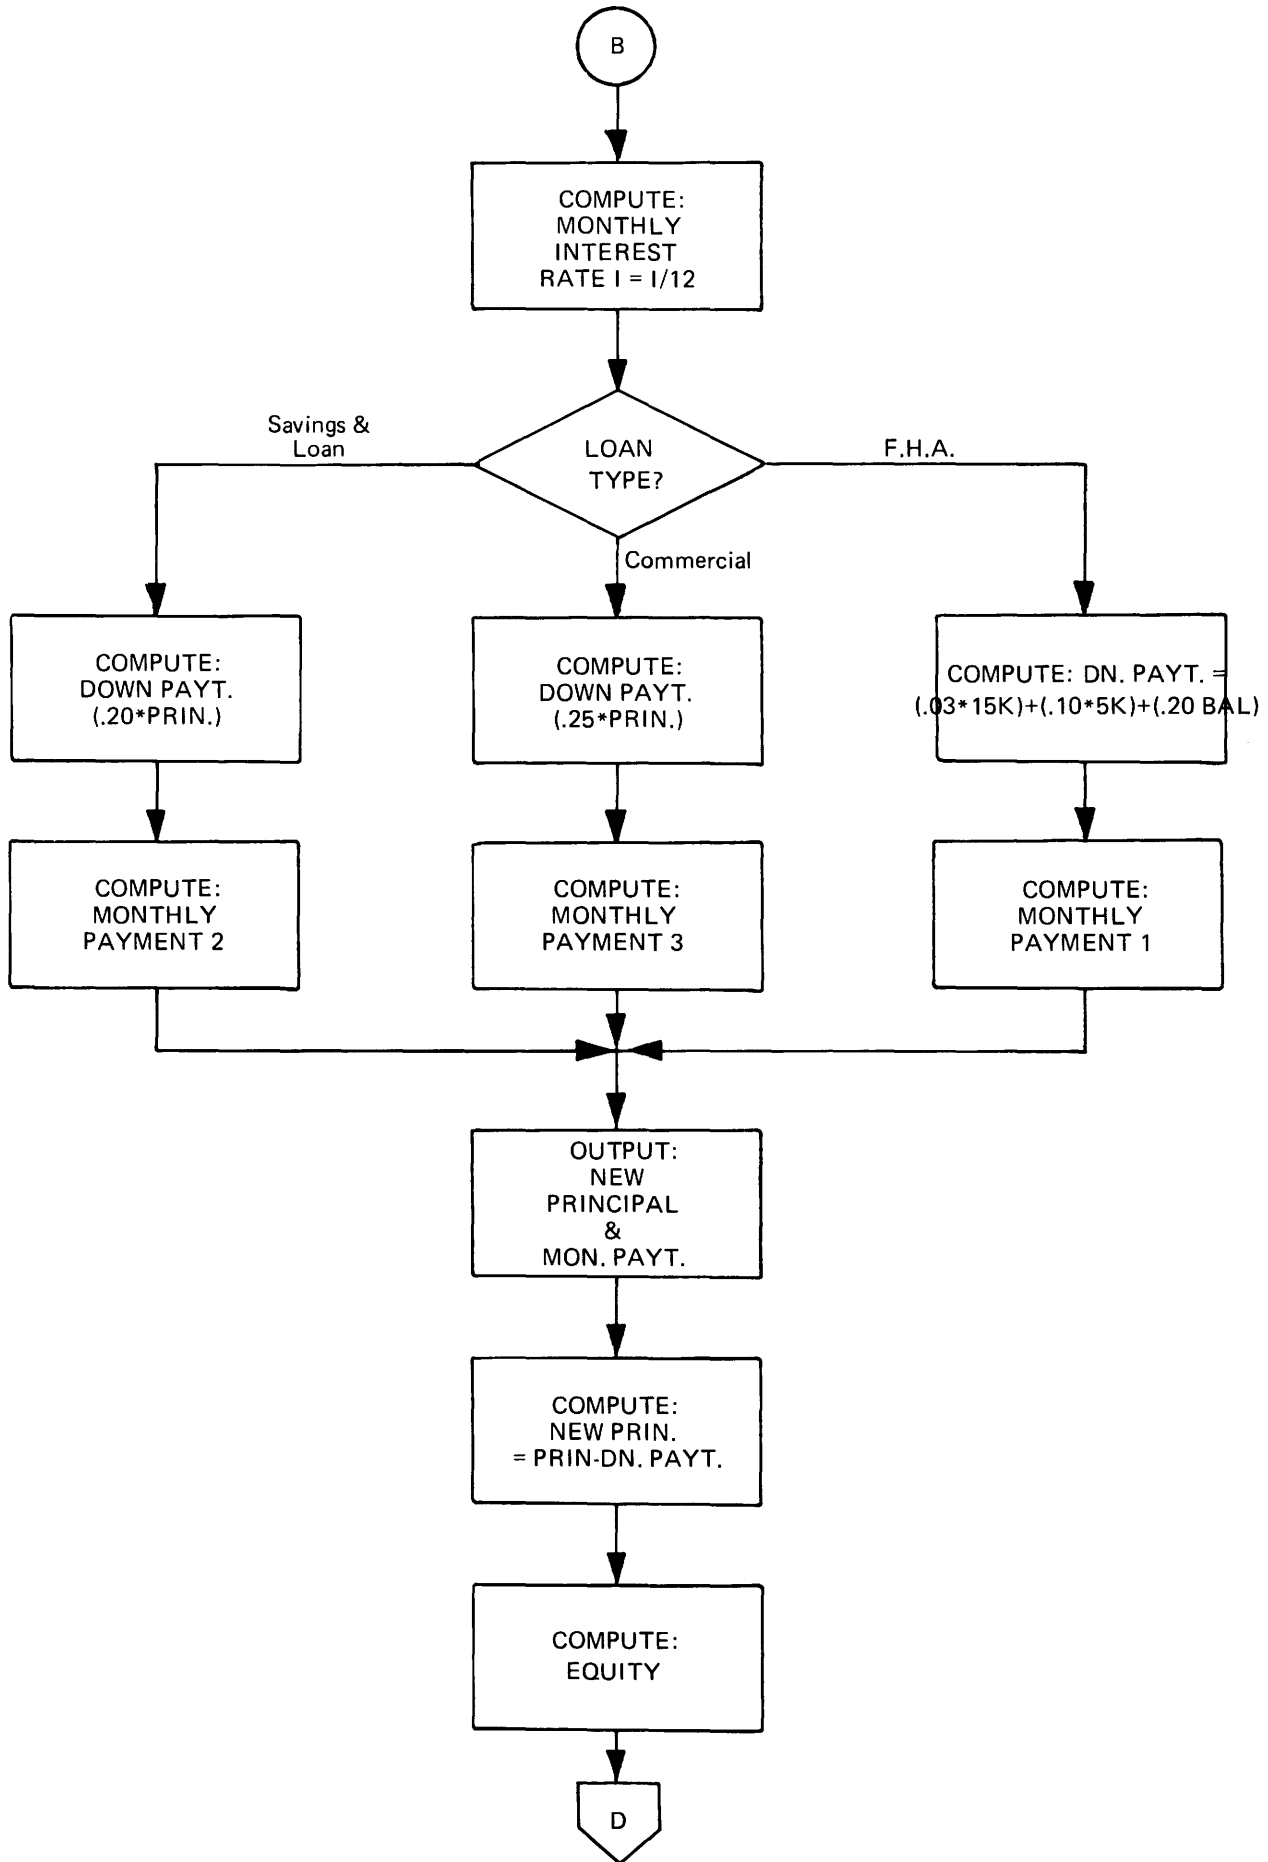 B
COMPUTE:
MONTHLY
INTEREST
RATE I = I/12
LOAN
TYPE?
Savings &
Loan
Commercial
F.H.A.
COMPUTE:
DOWN PAYT.
(.20*PRIN.)
COMPUTE:
DOWN PAYT.
(.25*PRIN.)
COMPUTE: DN. PAYT. =
(.03*15K)+(.10*5K)+(.20 BAL)
COMPUTE:
MONTHLY
PAYMENT 2
COMPUTE:
MONTHLY
PAYMENT 3
COMPUTE:
MONTHLY
PAYMENT 1
OUTPUT:
NEW
PRINCIPAL
&
MON. PAYT.
COMPUTE:
NEW PRIN.
= PRIN-DN. PAYT.
COMPUTE:
EQUITY
D